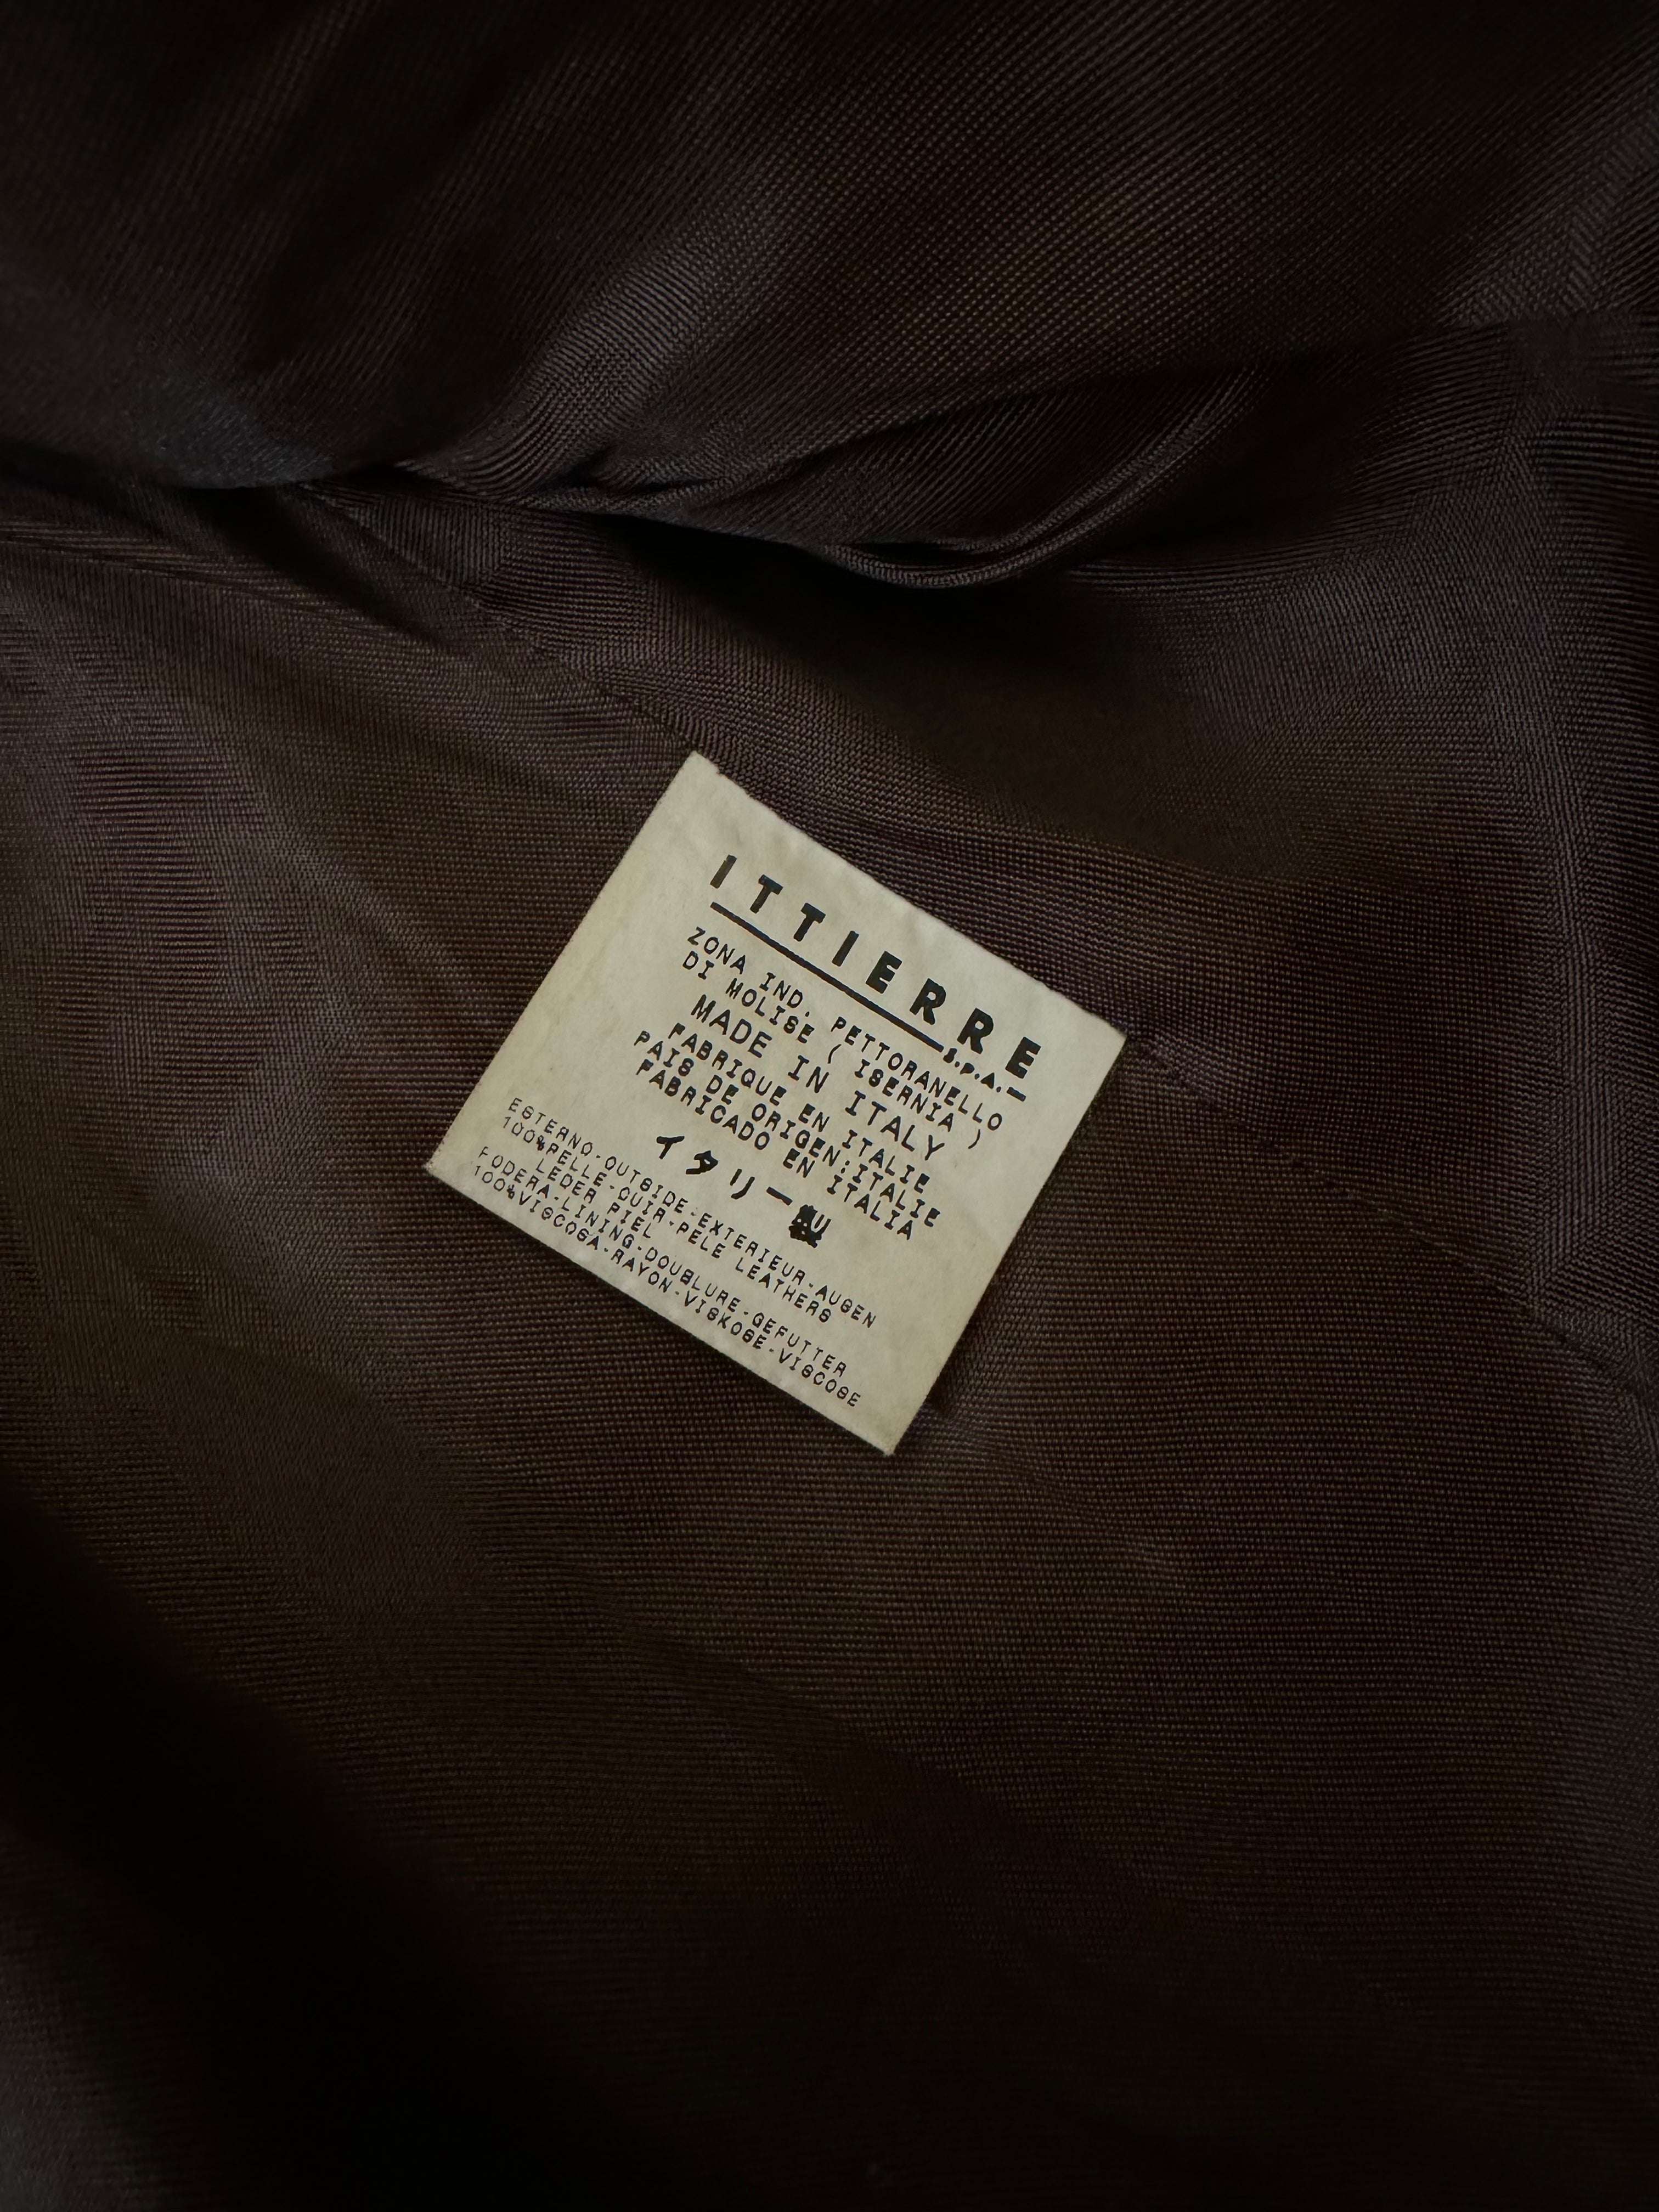 ITTIERRE
S.P.A.
ZONA IND. PETTORANELLO
DI MOLISE ( ISERNIA )
MADE IN ITALY
FABRIQUE EN ITALIE
PAIS DE ORIGEN:ITALIE
FABRICADO EN ITALIA
イタリー製
ESTERNO-OUTSIDE-EXTERIEUR-AUSEN
100%PELLE-CUIR-PELE LEATHERS
LEDER PIEL
FODERA-LINING-DOUBLURE-GEFUTTER
100%VISCOSA-RAYON-VISKOSE-VISCOSE